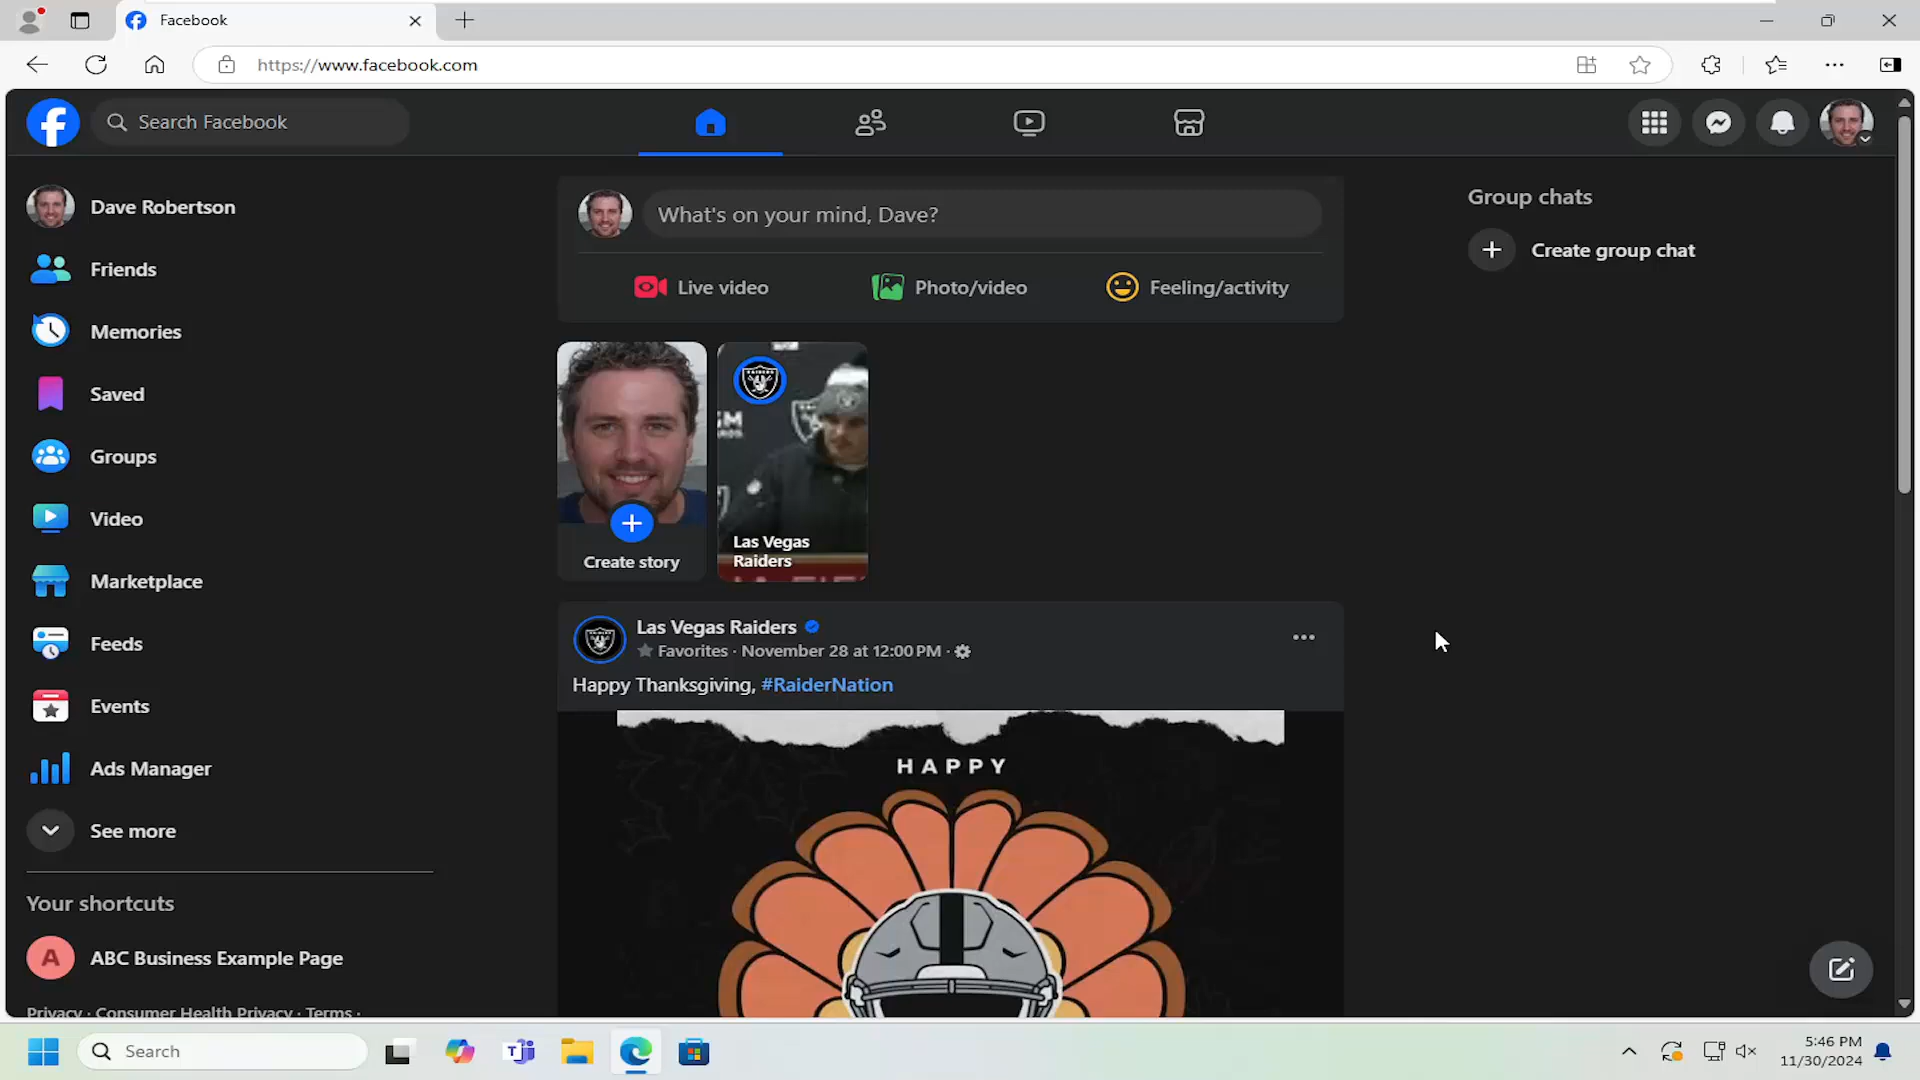 Facebook
https://www.facebook.com
Search Facebook
Dave Robertson
Friends
Memories
Saved
Groups
Video
Marketplace
Feeds
Events
Ads Manager
See more
Your shortcuts
A
ABC Business Example Page
Privacy · Consumer Health Privacy · Terms ·
What's on your mind, Dave?
Live video
Photo/video
Feeling/activity
Create story
RAIDERS
Las Vegas
Raiders
Las Vegas Raiders
Favorites · November 28 at 12:00 PM ·
Happy Thanksgiving, #RaiderNation
HAPPY
Group chats
Create group chat
Search
5:46 PM
11/30/2024